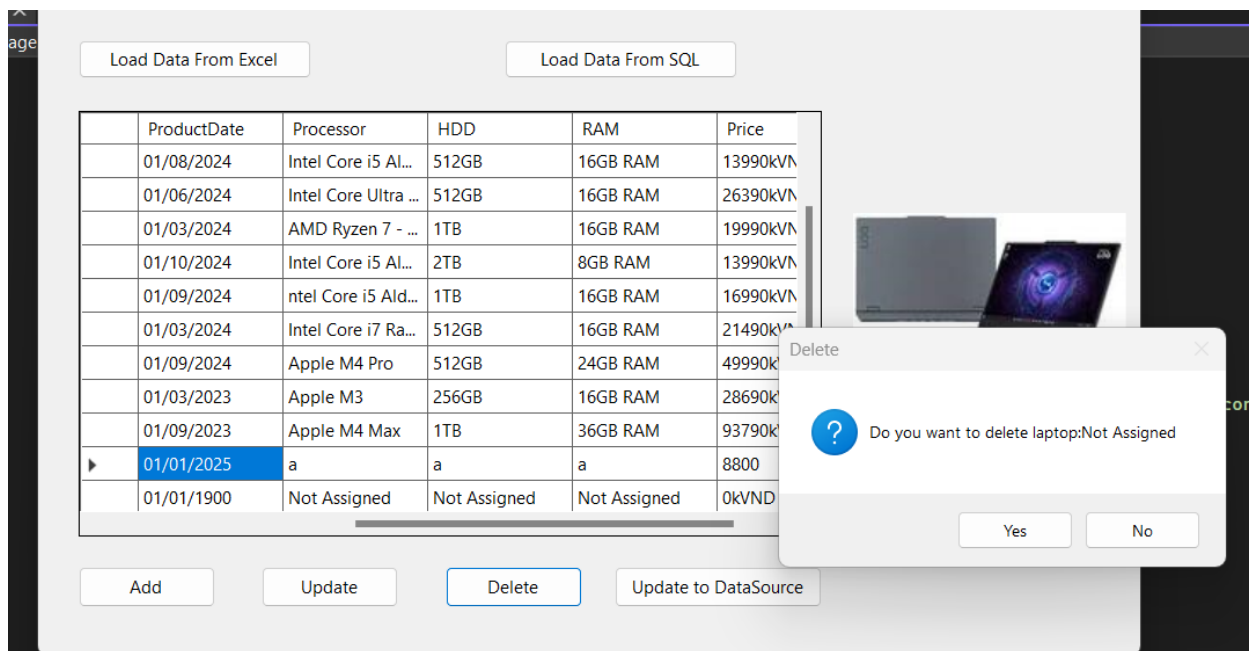 age
Load Data From Excel Load Data From SQL
ProductDate Processor HDD RAM Price
01/08/2024 Intel Core i5 Al... 512GB 16GB RAM 13990kVN
01/06/2024 Intel Core Ultra ... 512GB 16GB RAM 26390kVN
01/03/2024 AMD Ryzen 7 - ... 1TB 16GB RAM 19990kVN
01/10/2024 Intel Core i5 Al... 2TB 8GB RAM 13990kVN
01/09/2024 ntel Core i5 Ald... 1TB 16GB RAM 16990kVN
01/03/2024 Intel Core i7 Ra... 512GB 16GB RAM 21490kVN
01/09/2024 Apple M4 Pro 512GB 24GB RAM 49990k
01/03/2023 Apple M3 256GB 16GB RAM 28690k
01/09/2023 Apple M4 Max 1TB 36GB RAM 93790k
01/01/2025 a a a 8800
01/01/1900 Not Assigned Not Assigned Not Assigned 0kVND
Delete
Do you want to delete laptop:Not Assigned
Yes No
Add Update Delete Update to DataSource